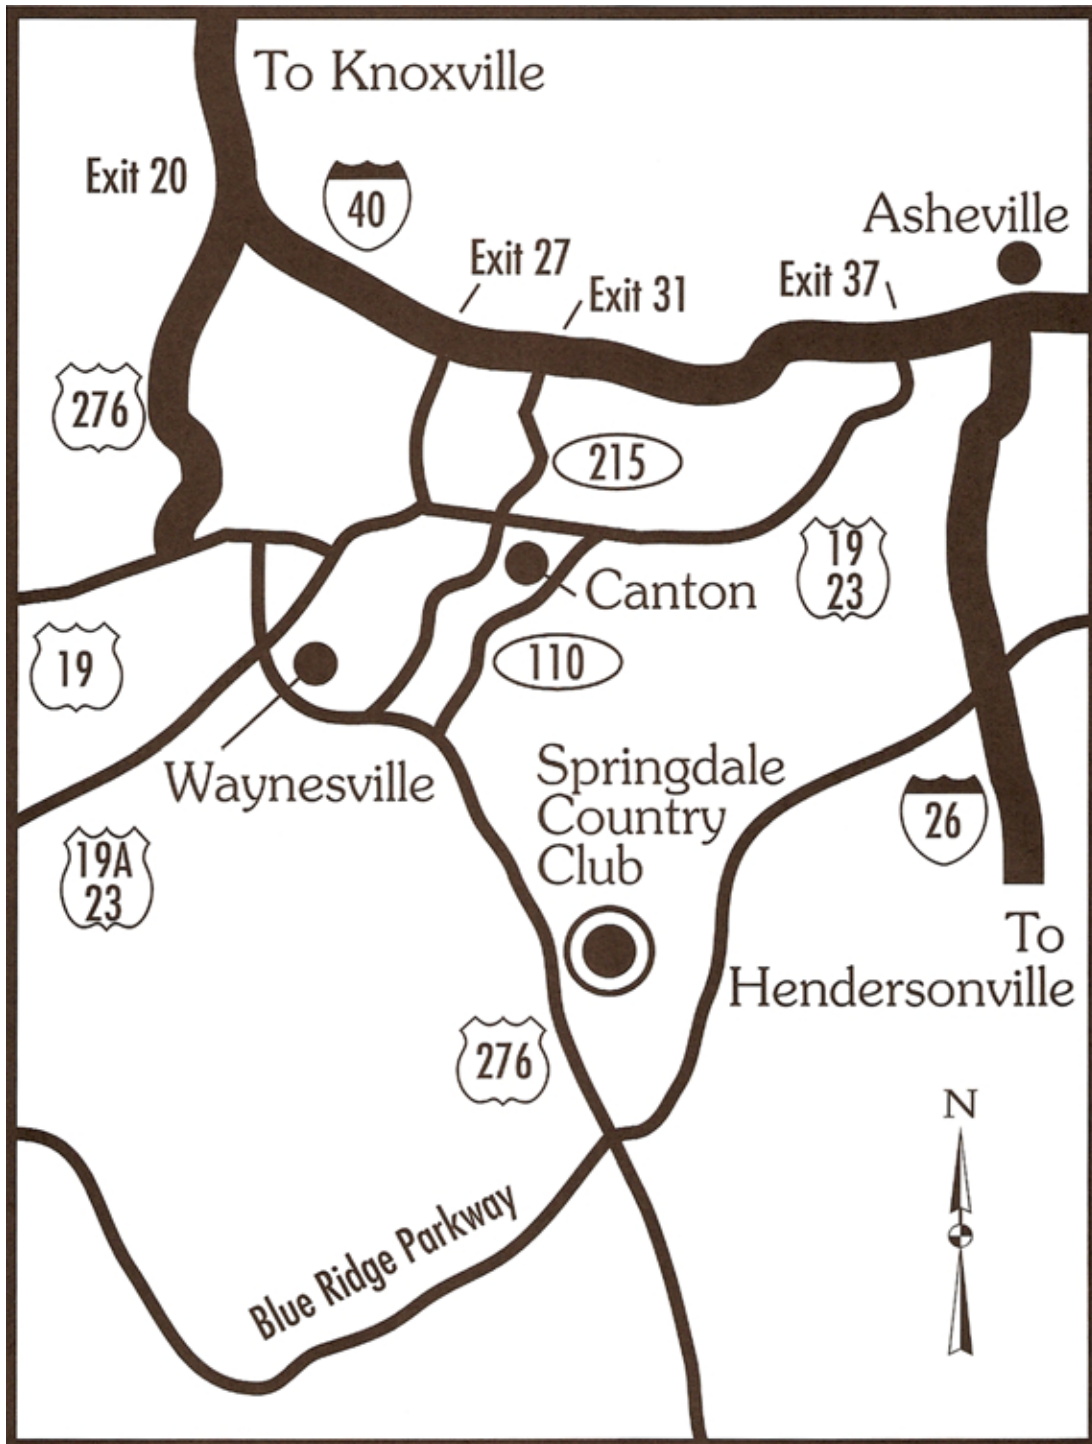 To Knoxville
Exit 20
40
Asheville
Exit 27
Exit 31
Exit 37
276
215
19
23
Canton
19
110
Waynesville
Springdale
Country
Club
26
19A
23
To
Hendersonville
276
N
Blue Ridge Parkway